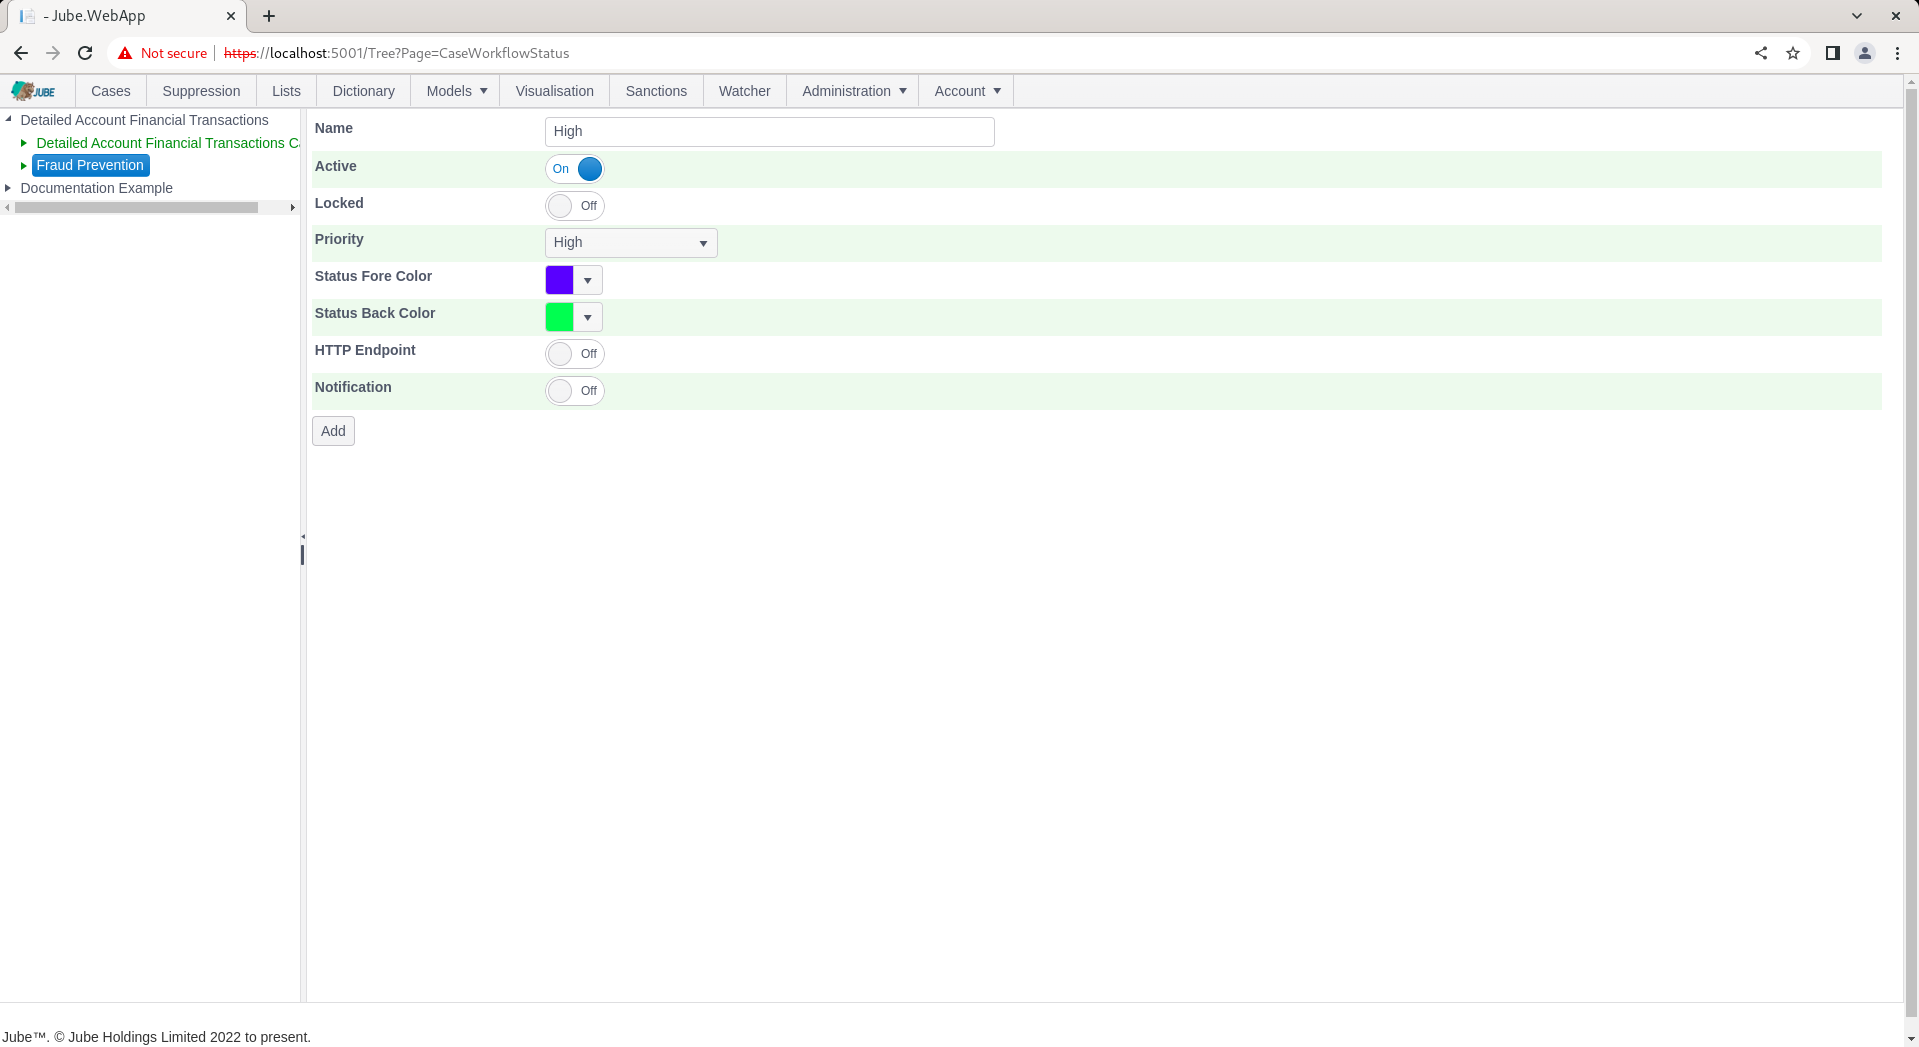 - Jube.WebApp
Not secure https://localhost:5001/Tree?Page=CaseWorkflowStatus
JUBE Cases Suppression Lists Dictionary Models Visualisation Sanctions Watcher Administration Account
Detailed Account Financial Transactions
Detailed Account Financial Transactions
Fraud Prevention
Documentation Example
Name High
Active On
Locked Off
Priority High
Status Fore Color
Status Back Color
HTTP Endpoint Off
Notification Off
Add
Jube™. © Jube Holdings Limited 2022 to present.